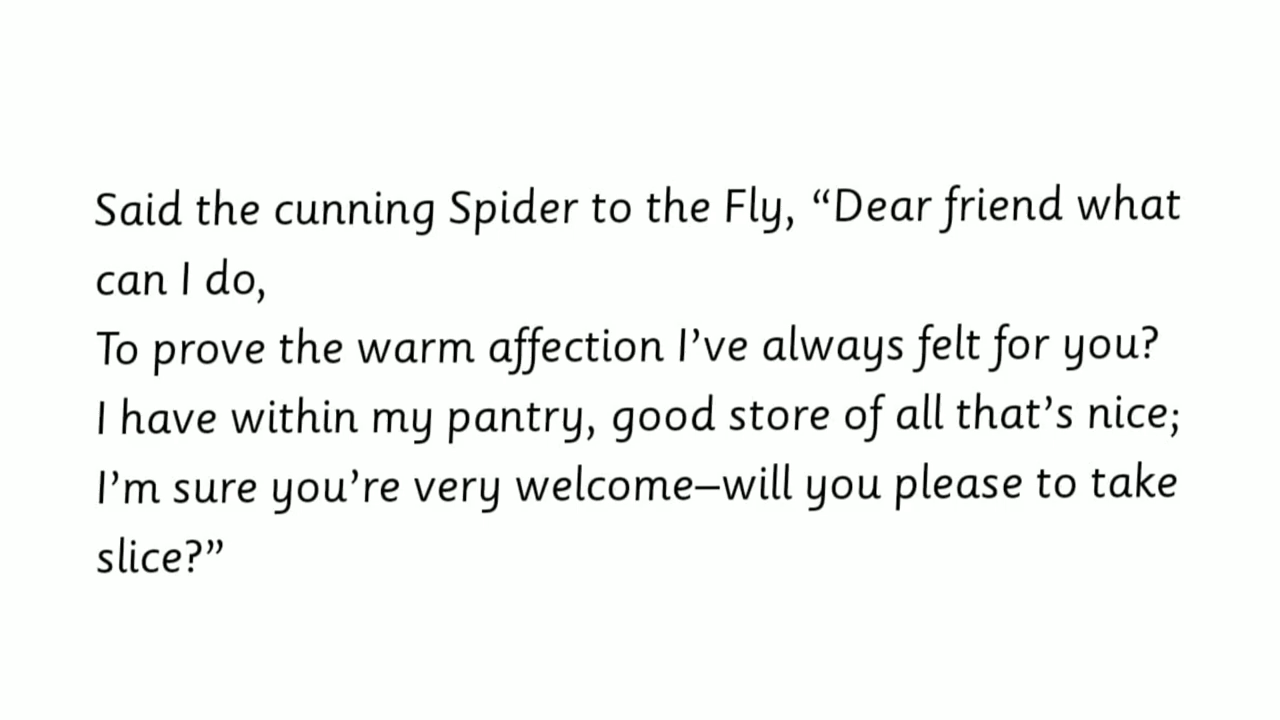 Said the cunning Spider to the Fly, “Dear friend what
can I do,
To prove the warm affection I’ve always felt for you?
I have within my pantry, good store of all that’s nice;
I’m sure you’re very welcome—will you please to take
slice?”